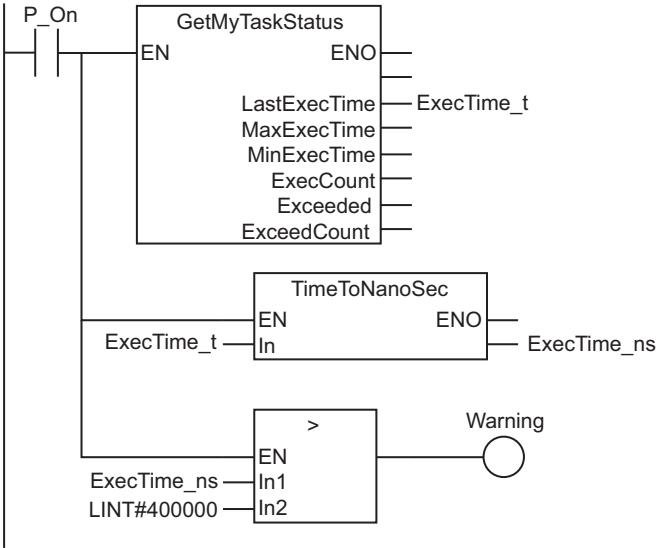 P_On
GetMyTaskStatus
EN ENO
LastExecTime ExecTime_t
MaxExecTime
MinExecTime
ExecCount
Exceeded
ExceedCount
TimeToNanoSec
EN ENO
ExecTime_t In ExecTime_ns
> Warning
EN
ExecTime_ns In1
LINT#400000 In2